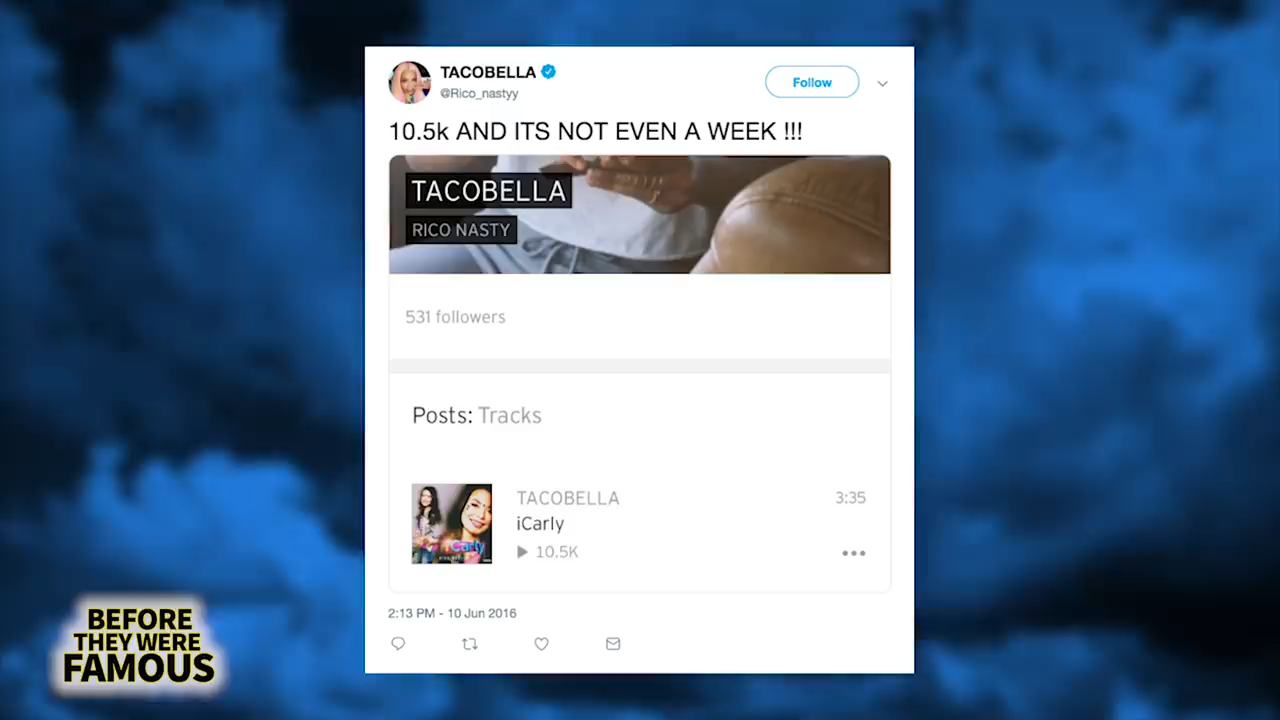 TACOBELLA
@Rico_nastyy
Follow
10.5k AND ITS NOT EVEN A WEEK !!!
TACOBELLA
RICO NASTY
531 followers
Posts: Tracks
TACOBELLA
3:35
iCarly
10.5K
iCarly
2:13 PM - 10 Jun 2016
BEFORE
THEY WERE
FAMOUS